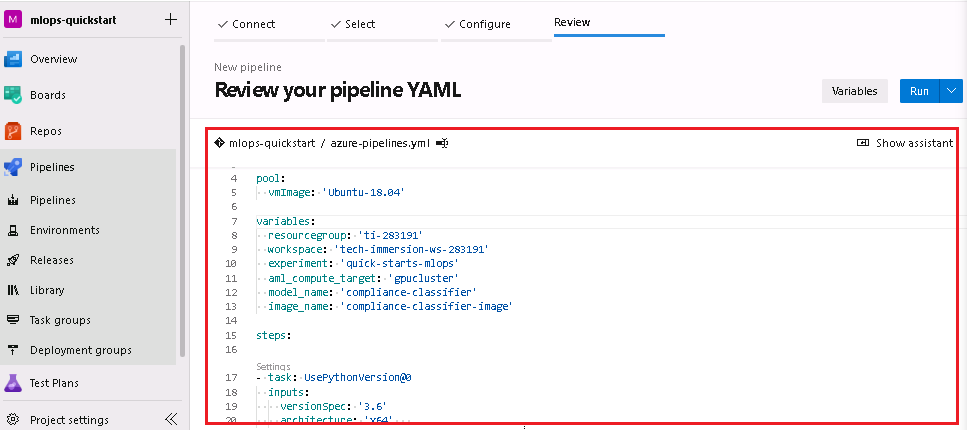 M mlops-quickstart +
Overview
Boards
Repos
Pipelines
Pipelines
Environments
Releases
Library
Task groups
Deployment groups
Test Plans
Project settings
Connect Select Configure Review
New pipeline
Review your pipeline YAML
Variables Run
mlops-quickstart / azure-pipelines.yml Show assistant
4 pool:
5 vmImage: 'Ubuntu-18.04'
6
7 variables:
8 resourcegroup: 'ti-283191'
9 workspace: 'tech-immersion-ws-283191'
10 experiment: 'quick-starts-mlops'
11 aml_compute_target: 'gpucluster'
12 model_name: 'compliance-classifier'
13 image_name: 'compliance-classifier-image'
14
15 steps:
16
Settings
17 - task: UsePythonVersion@0
18 inputs:
19 versionSpec: '3.6'
20 architecture: 'x64'